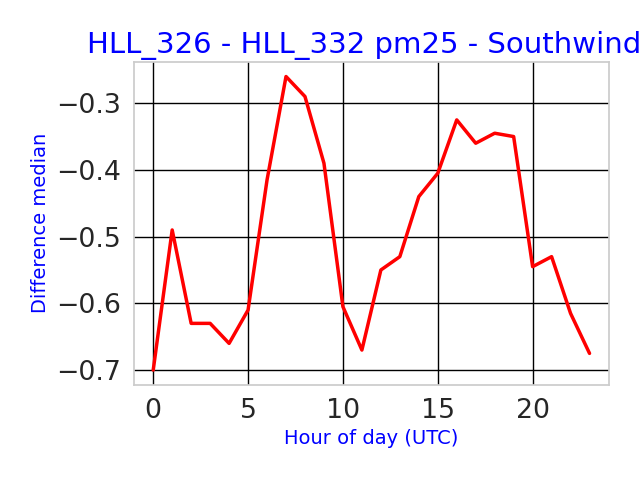 HLL_326 - HLL_332 pm25 - Southwind
Difference median
−0.3
−0.4
−0.5
−0.6
−0.7
0 5 10 15 20
Hour of day (UTC)